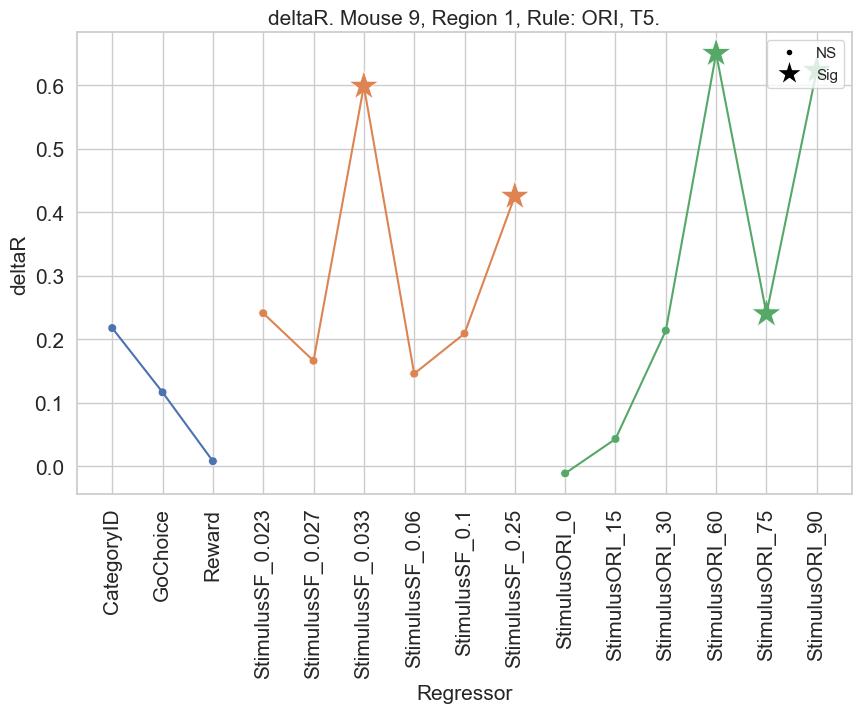 deltaR. Mouse 9, Region 1, Rule: ORI, T5.
NS
Sig
deltaR
0.6
0.5
0.4
0.3
0.2
0.1
0.0
CategoryID
GoChoice
Reward
StimulusSF_0.023
StimulusSF_0.027
StimulusSF_0.033
StimulusSF_0.06
StimulusSF_0.1
StimulusSF_0.25
StimulusORI_0
StimulusORI_15
StimulusORI_30
StimulusORI_60
StimulusORI_75
StimulusORI_90
Regressor